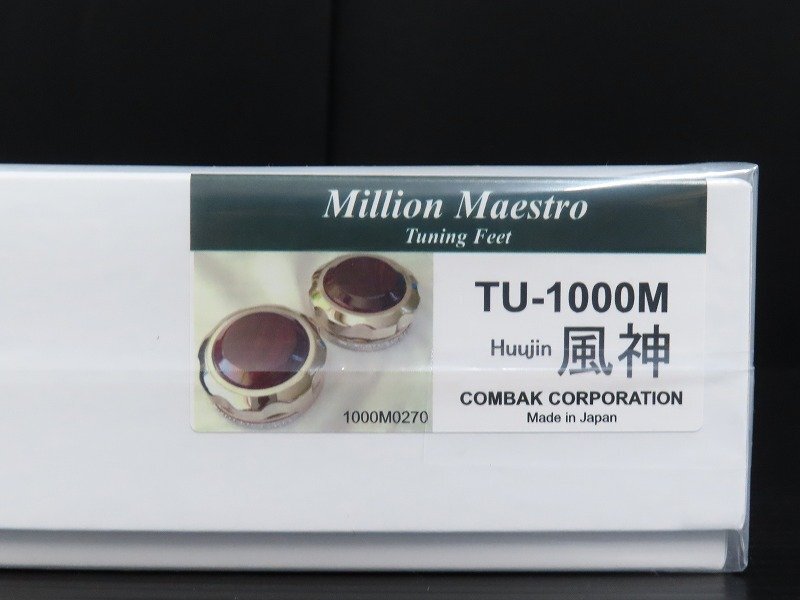 Million Maestro
Tuning Feet
TU-1000M
Huujin 風神
COMBAK CORPORATION
Made in Japan
1000M0270